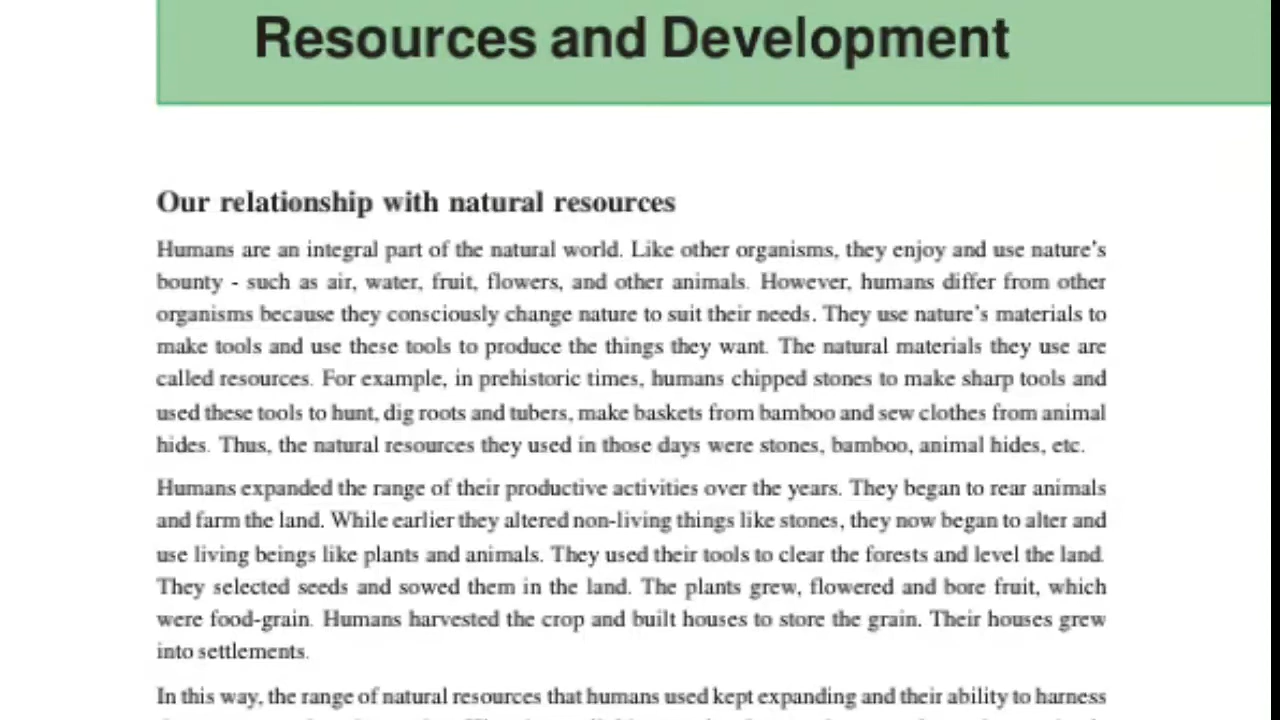 Resources and Development
Our relationship with natural resources
Humans are an integral part of the natural world. Like other organisms, they enjoy and use nature's
bounty - such as air, water, fruit, flowers, and other animals. However, humans differ from other
organisms because they consciously change nature to suit their needs. They use nature's materials to
make tools and use these tools to produce the things they want. The natural materials they use are
called resources. For example, in prehistoric times, humans chipped stones to make sharp tools and
used these tools to hunt, dig roots and tubers, make baskets from bamboo and sew clothes from animal
hides. Thus, the natural resources they used in those days were stones, bamboo, animal hides, etc.
Humans expanded the range of their productive activities over the years. They began to rear animals
and farm the land. While earlier they altered non-living things like stones, they now began to alter and
use living beings like plants and animals. They used their tools to clear the forests and level the land.
They selected seeds and sowed them in the land. The plants grew, flowered and bore fruit, which
were food-grain. Humans harvested the crop and built houses to store the grain. Their houses grew
into settlements.
In this way, the range of natural resources that humans used kept expanding and their ability to harness